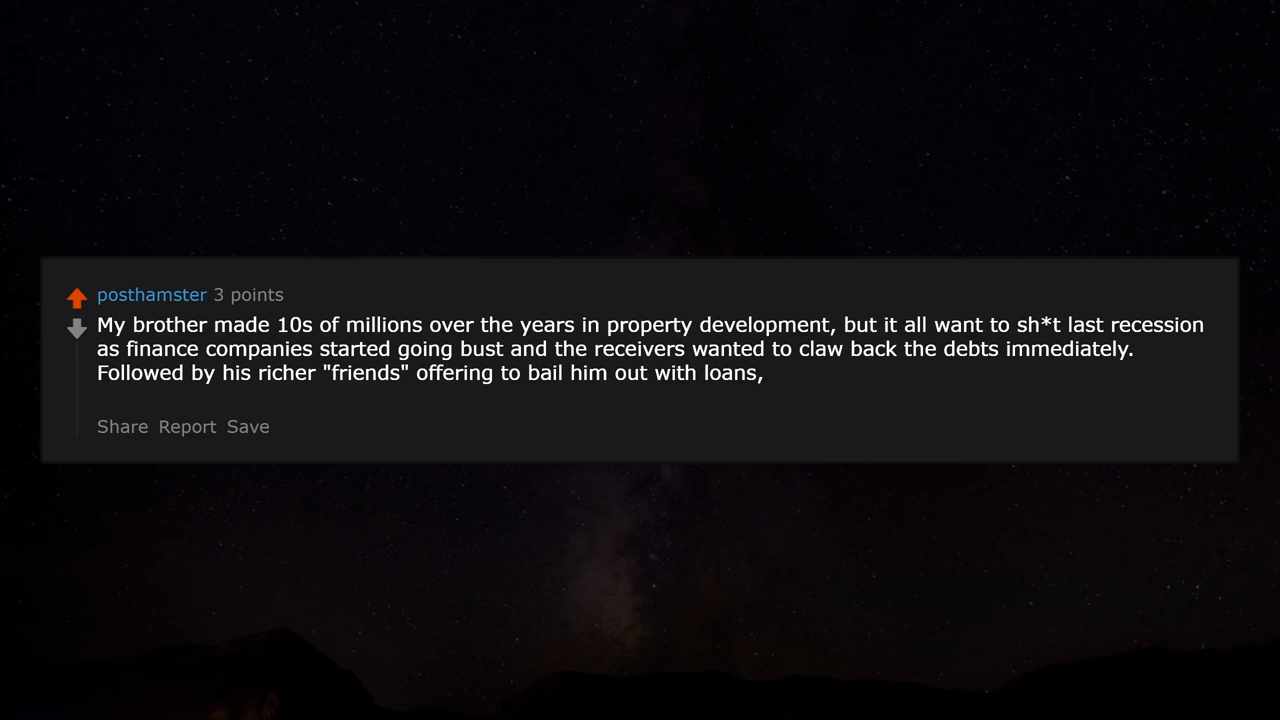 posthamster 3 points
My brother made 10s of millions over the years in property development, but it all want to sh*t last recession
as finance companies started going bust and the receivers wanted to claw back the debts immediately.
Followed by his richer "friends" offering to bail him out with loans,
Share Report Save